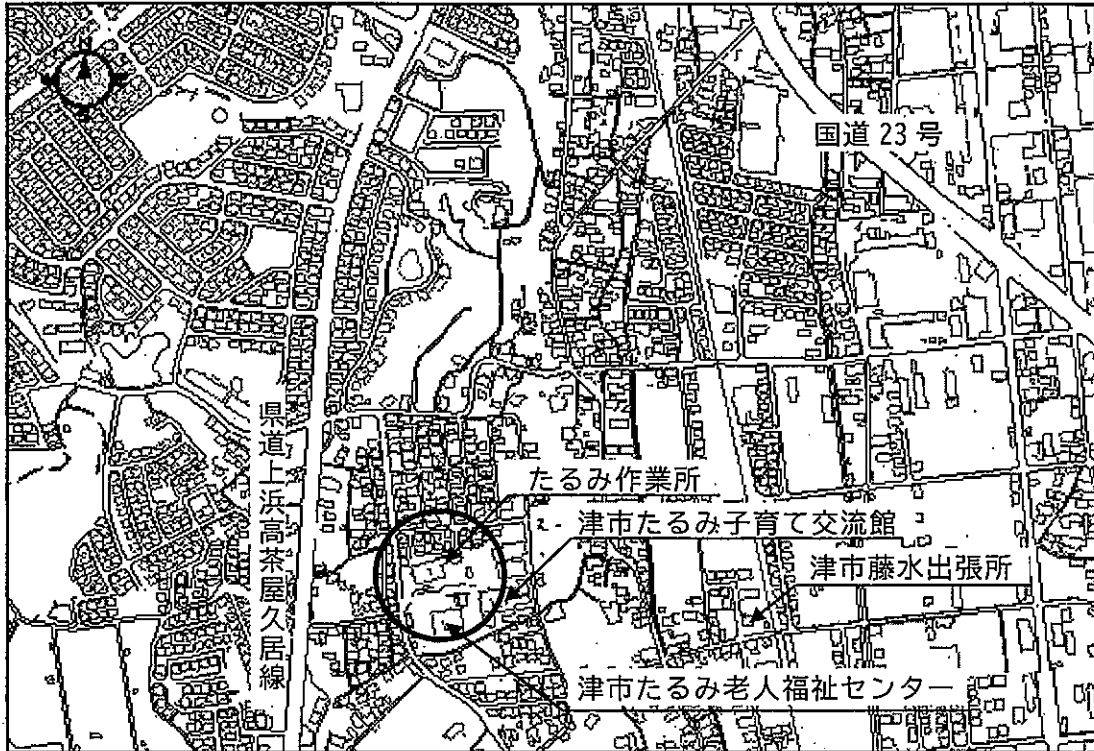 国道 23 号
県道上浜高茶屋久居線
たるみ作業所
津市たるみ子育て交流館
津市藤水出張所
津市たるみ老人福祉センター